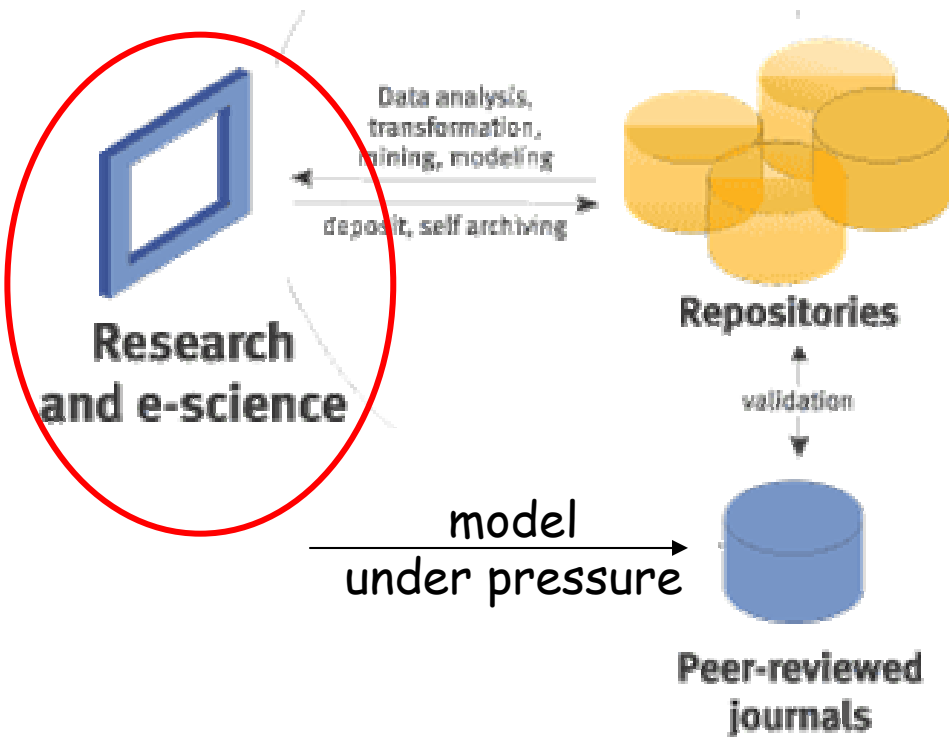 Data analysis,
transformation,
mining, modeling
deposit, self archiving
Research
and e-science
Repositories
validation
model
under pressure
Peer-reviewed
journals